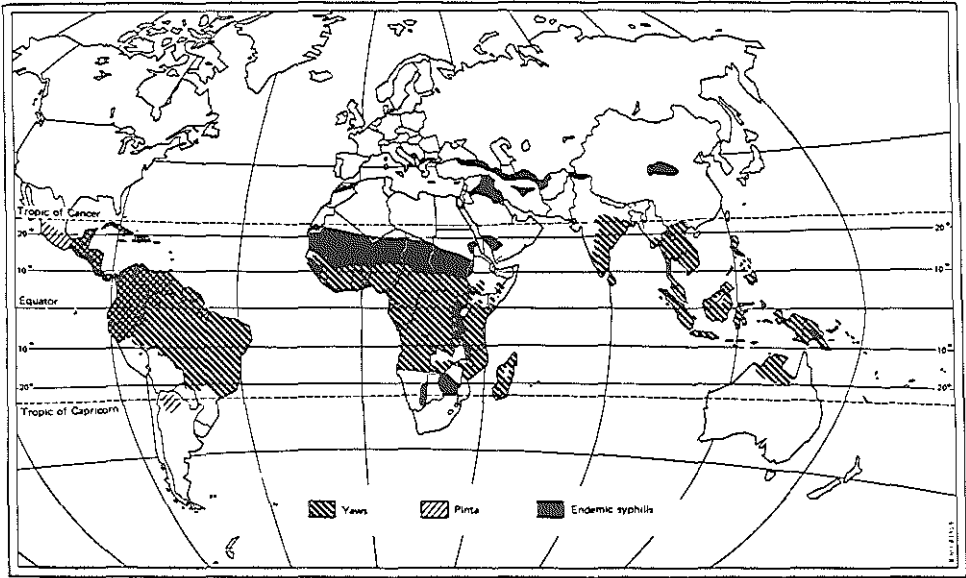 Tropic of Cancer
20° 20°
10° 10°
Equator
10° 10°
20° 20°
Tropic of Capricorn
Yaws Pinta Endemic syphilis